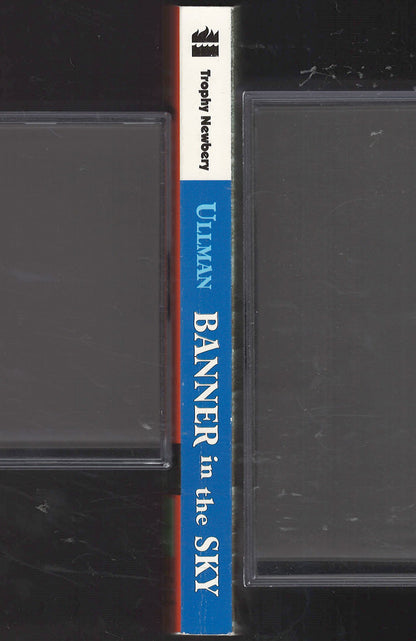 Trophy Newbery
ULLMAN
BANNER in the SKY